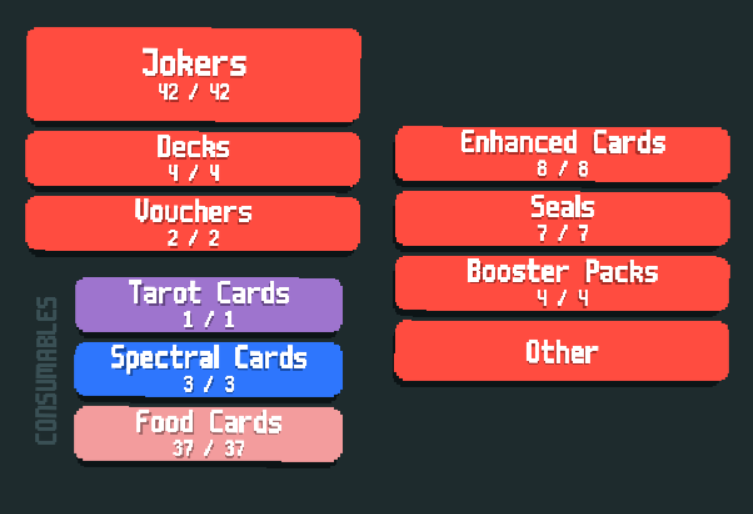 Jokers
42 / 42
Decks
4 / 4
Vouchers
2 / 2
CONSUMABLES
Tarot Cards
1 / 1
Spectral Cards
3 / 3
Food Cards
37 / 37
Enhanced Cards
8 / 8
Seals
7 / 7
Booster Packs
4 / 4
Other